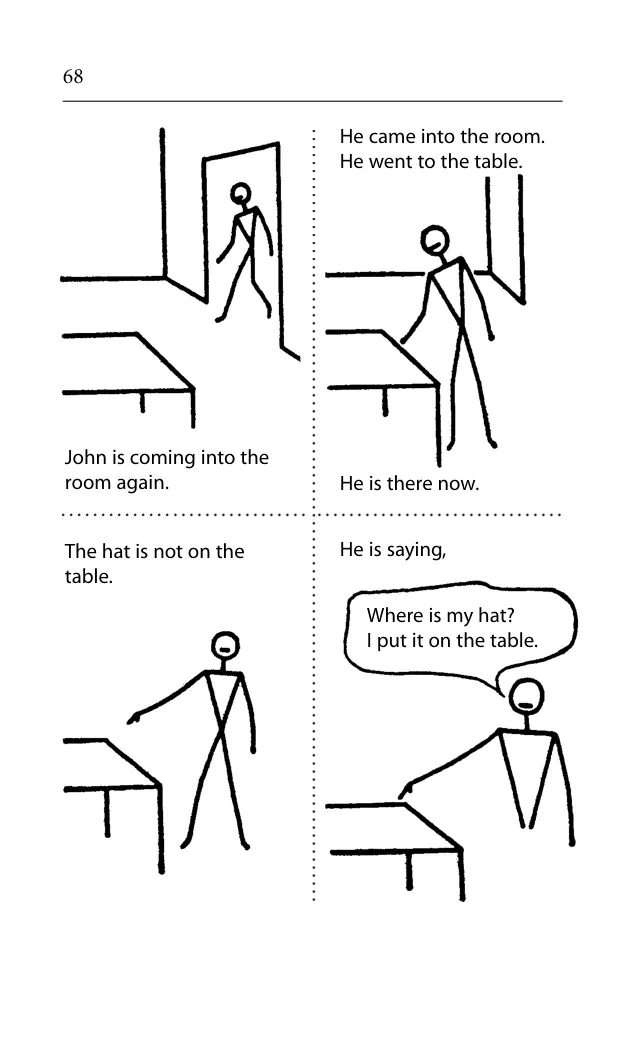 68
John is coming into the
room again.
He came into the room.
He went to the table.
He is there now.
The hat is not on the
table.
He is saying,
Where is my hat?
I put it on the table.